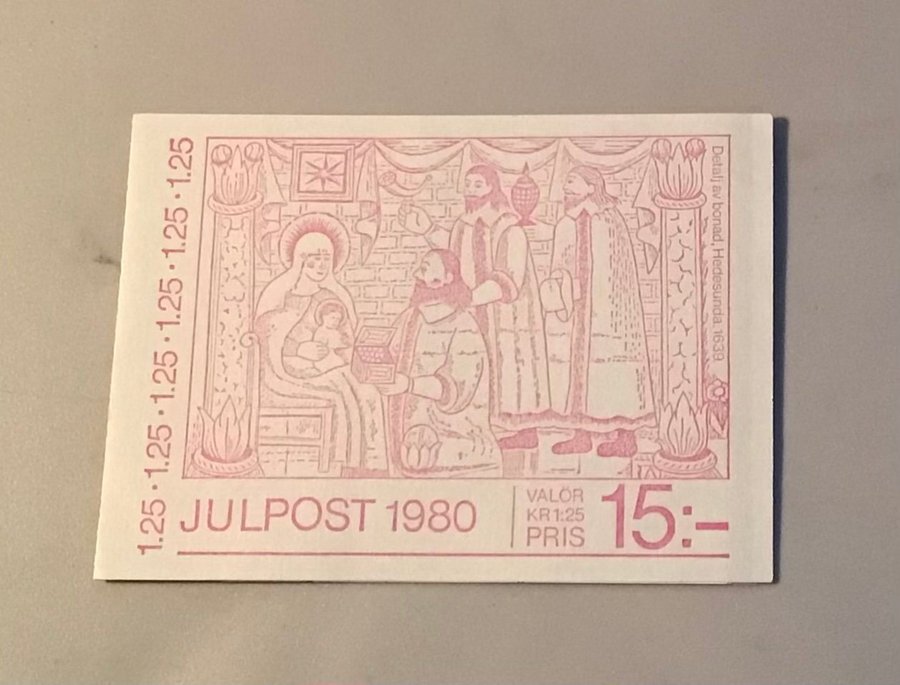 1.25 · 1.25 · 1.25 · 1.25 · 1.25 · 1.25
Detalj av bonad, Hedesunda 1633
JULPOST 1980
VALÖR
KR 1:25
PRIS
15:–